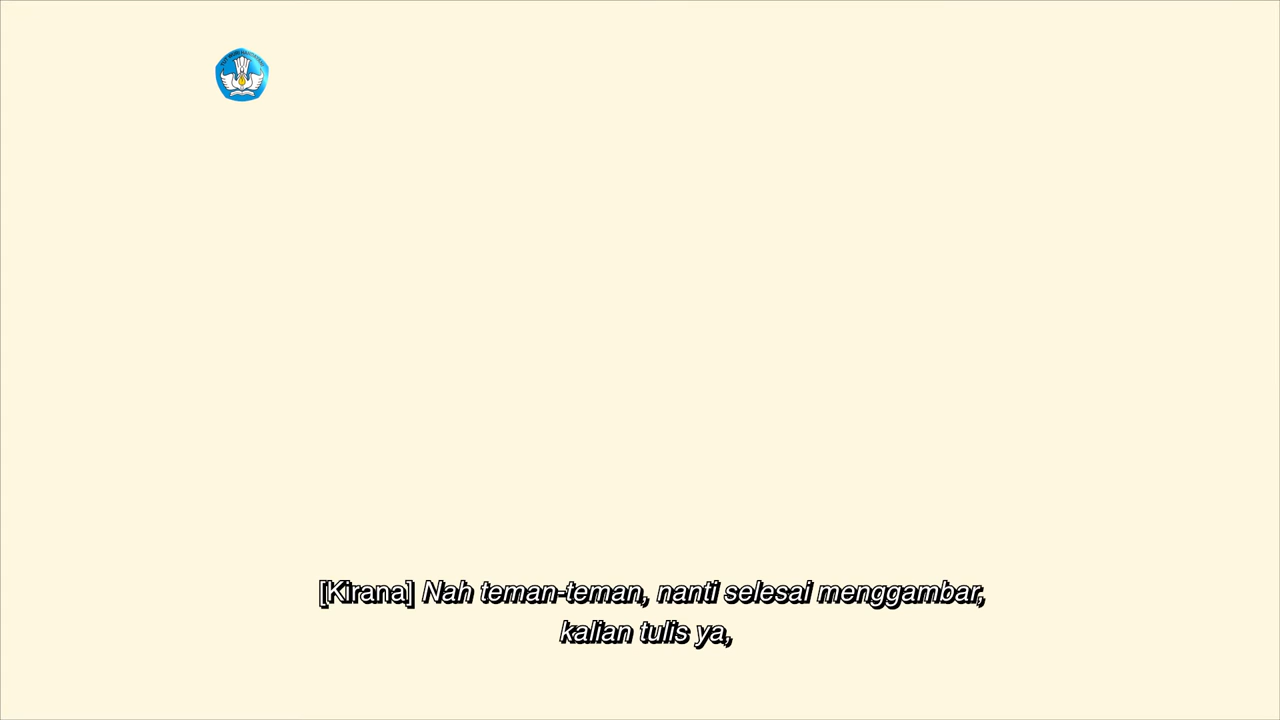 [Kirana] Nah teman-teman, nanti selesai menggambar,
kalian tulis ya,